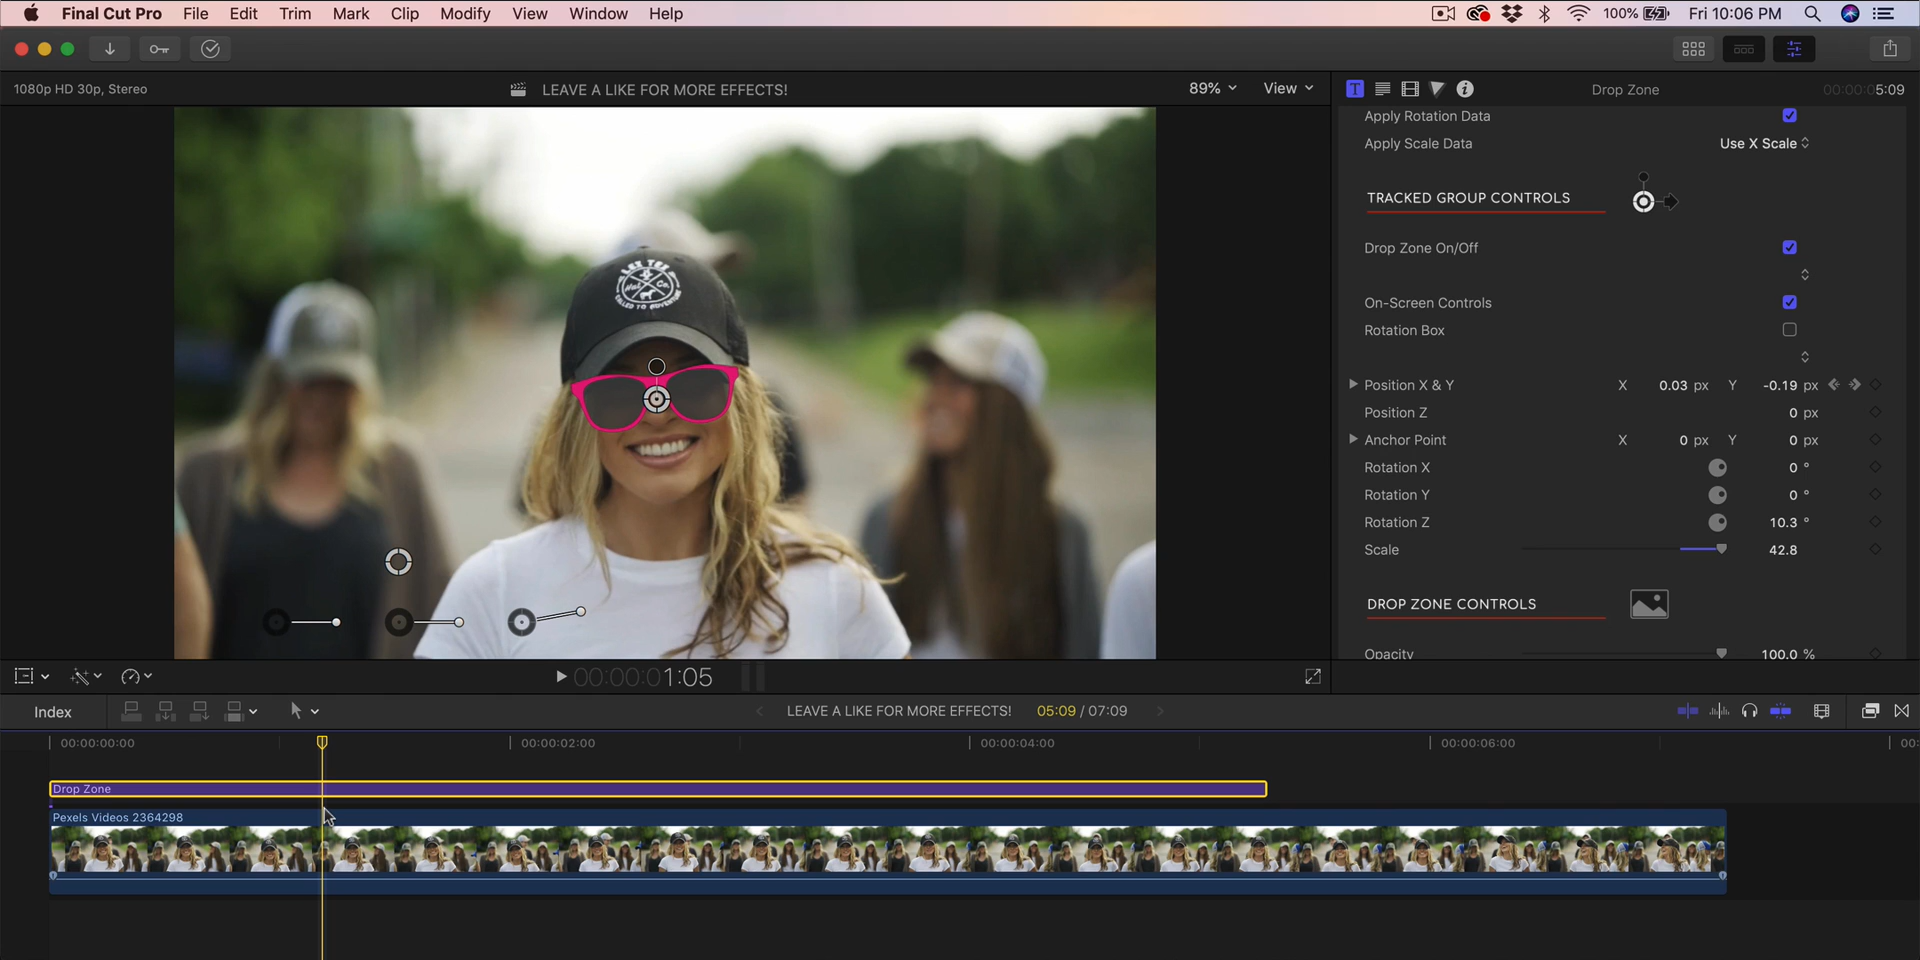 Final Cut Pro File Edit Trim Mark Clip Modify View Window Help 100% Fri 10:06 PM
1080p HD 30p, Stereo LEAVE A LIKE FOR MORE EFFECTS! 89% View T Drop Zone 00:00:05:09
Apply Rotation Data
Apply Scale Data Use X Scale
TRACKED GROUP CONTROLS
Drop Zone On/Off
On-Screen Controls
Rotation Box
Position X & Y X 0.03 px Y -0.19 px
Position Z 0 px
Anchor Point X 0 px Y 0 px
Rotation X 0 °
Rotation Y 0 °
Rotation Z 10.3 °
Scale 42.8
DROP ZONE CONTROLS
Opacity 100.0 %
CALLED TO ADVENTURE
00:00:01:05
Index LEAVE A LIKE FOR MORE EFFECTS! 05:09 / 07:09
00:00:00:00 00:00:02:00 00:00:04:00 00:00:06:00 00:
Drop Zone
Pexels Videos 2364298